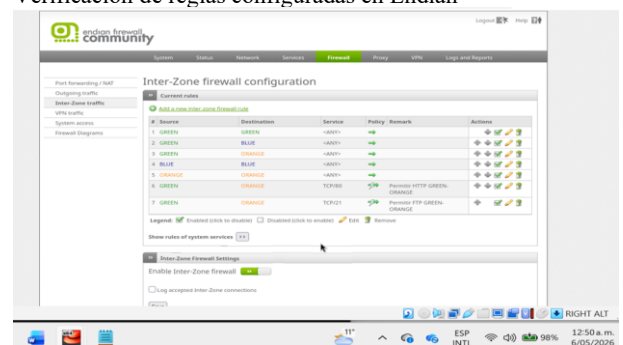 Verificación de reglas configuradas en Endian
endian firewall
community
Logout Help
System Status Network Services Firewall Proxy VPN Logs and Reports
Port forwarding / NAT
Outgoing traffic
Inter-Zone traffic
VPN traffic
System access
Firewall Diagrams
Inter-Zone firewall configuration
Current rules
Add a new inter-zone firewall rule
# Source Destination Service Policy Remark Actions
1 GREEN GREEN <ANY>
2 GREEN BLUE <ANY>
3 GREEN ORANGE <ANY>
4 BLUE BLUE <ANY>
5 ORANGE ORANGE <ANY>
6 GREEN ORANGE TCP/80 Permitir HTTP GREEN-
ORANGE
7 GREEN ORANGE TCP/21 Permitir FTP GREEN-
ORANGE
Legend: Enabled (click to disable) Disabled (click to enable) Edit Remove
Show rules of system services >>
Inter-Zone Firewall Settings
Enable Inter-Zone firewall
Log accepted Inter-Zone connections
RIGHT ALT
11°
ESP
INTL
98%
12:50 a. m.
6/05/2026